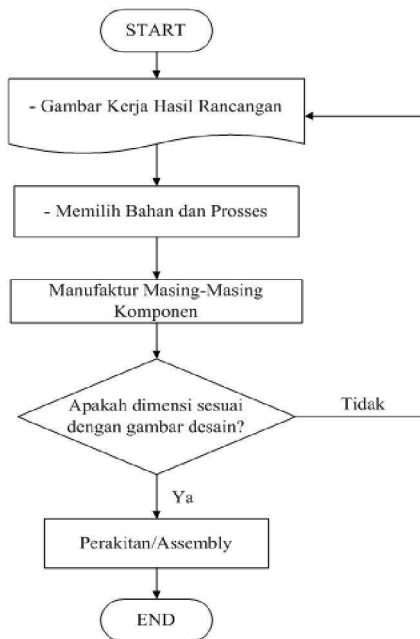 START
- Gambar Kerja Hasil Rancangan
- Memilih Bahan dan Prosses
Manufaktur Masing-Masing
Komponen
Apakah dimensi sesuai
dengan gambar desain?
Tidak
Ya
Perakitan/Assembly
END